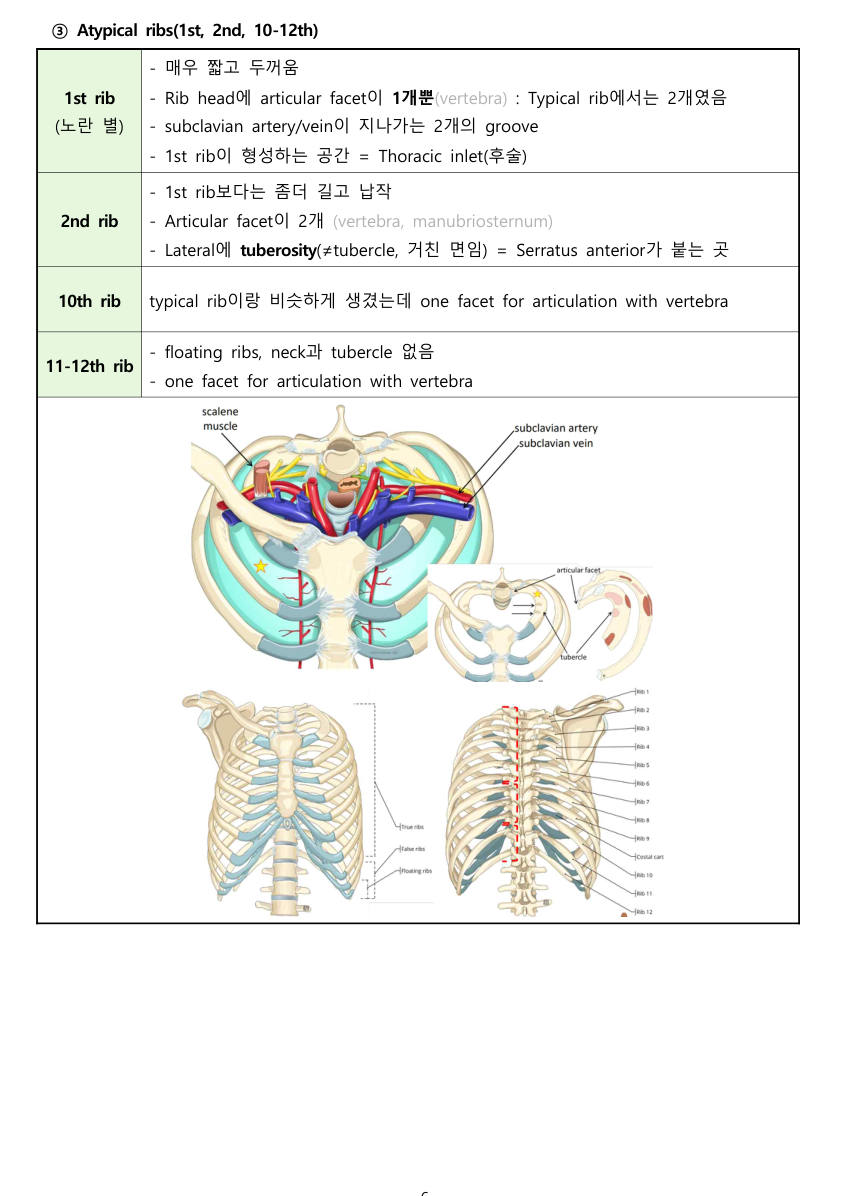 ③ Atypical ribs(1st, 2nd, 10-12th)
1st rib
(노란 별)
- 매우 짧고 두꺼움
- Rib head에 articular facet이 1개뿐(vertebra) : Typical rib에서는 2개였음
- subclavian artery/vein이 지나가는 2개의 groove
- 1st rib이 형성하는 공간 = Thoracic inlet(후술)
2nd rib
- 1st rib보다는 좀더 길고 납작
- Articular facet이 2개 (vertebra, manubriosternum)
- Lateral에 tuberosity(≠tubercle, 거친 면임) = Serratus anterior가 붙는 곳
10th rib
typical rib이랑 비슷하게 생겼는데 one facet for articulation with vertebra
11-12th rib
- floating ribs, neck과 tubercle 없음
- one facet for articulation with vertebra
scalene
muscle
subclavian artery
subclavian vein
articular facet
tubercle
True ribs
False ribs
Floating ribs
Rib 1
Rib 2
Rib 3
Rib 4
Rib 5
Rib 6
Rib 7
Rib 8
Rib 9
Costal cart
Rib 10
Rib 11
Rib 12